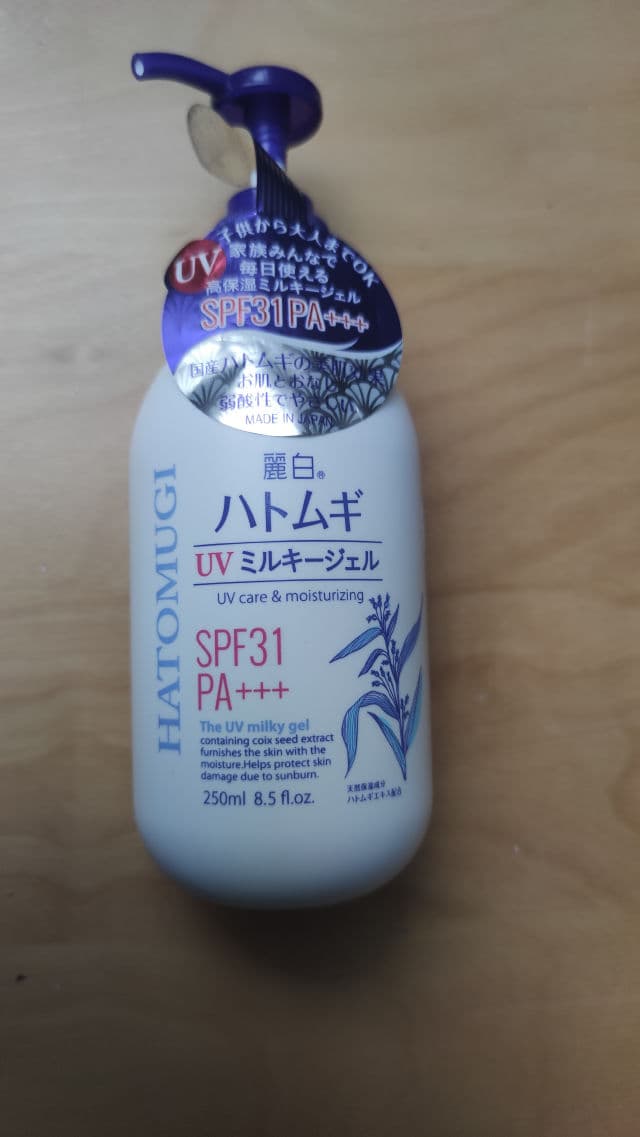 子供から大人までOK
家族みんなで
毎日使える
UV
高保湿ミルキージェル
SPF31 PA+++
国産ハトムギの
お肌とおなじ
弱酸性で
MADE IN JAPAN
麗白®
ハトムギ
UV ミルキージェル
UV care & moisturizing
HATOMUGI
SPF31
PA+++
The UV milky gel
containing coix seed extract
furnishes the skin with the
moisture.Helps protect skin
damage due to sunburn.
250ml 8.5 fl.oz.
天然保湿成分
ハトムギエキス配合